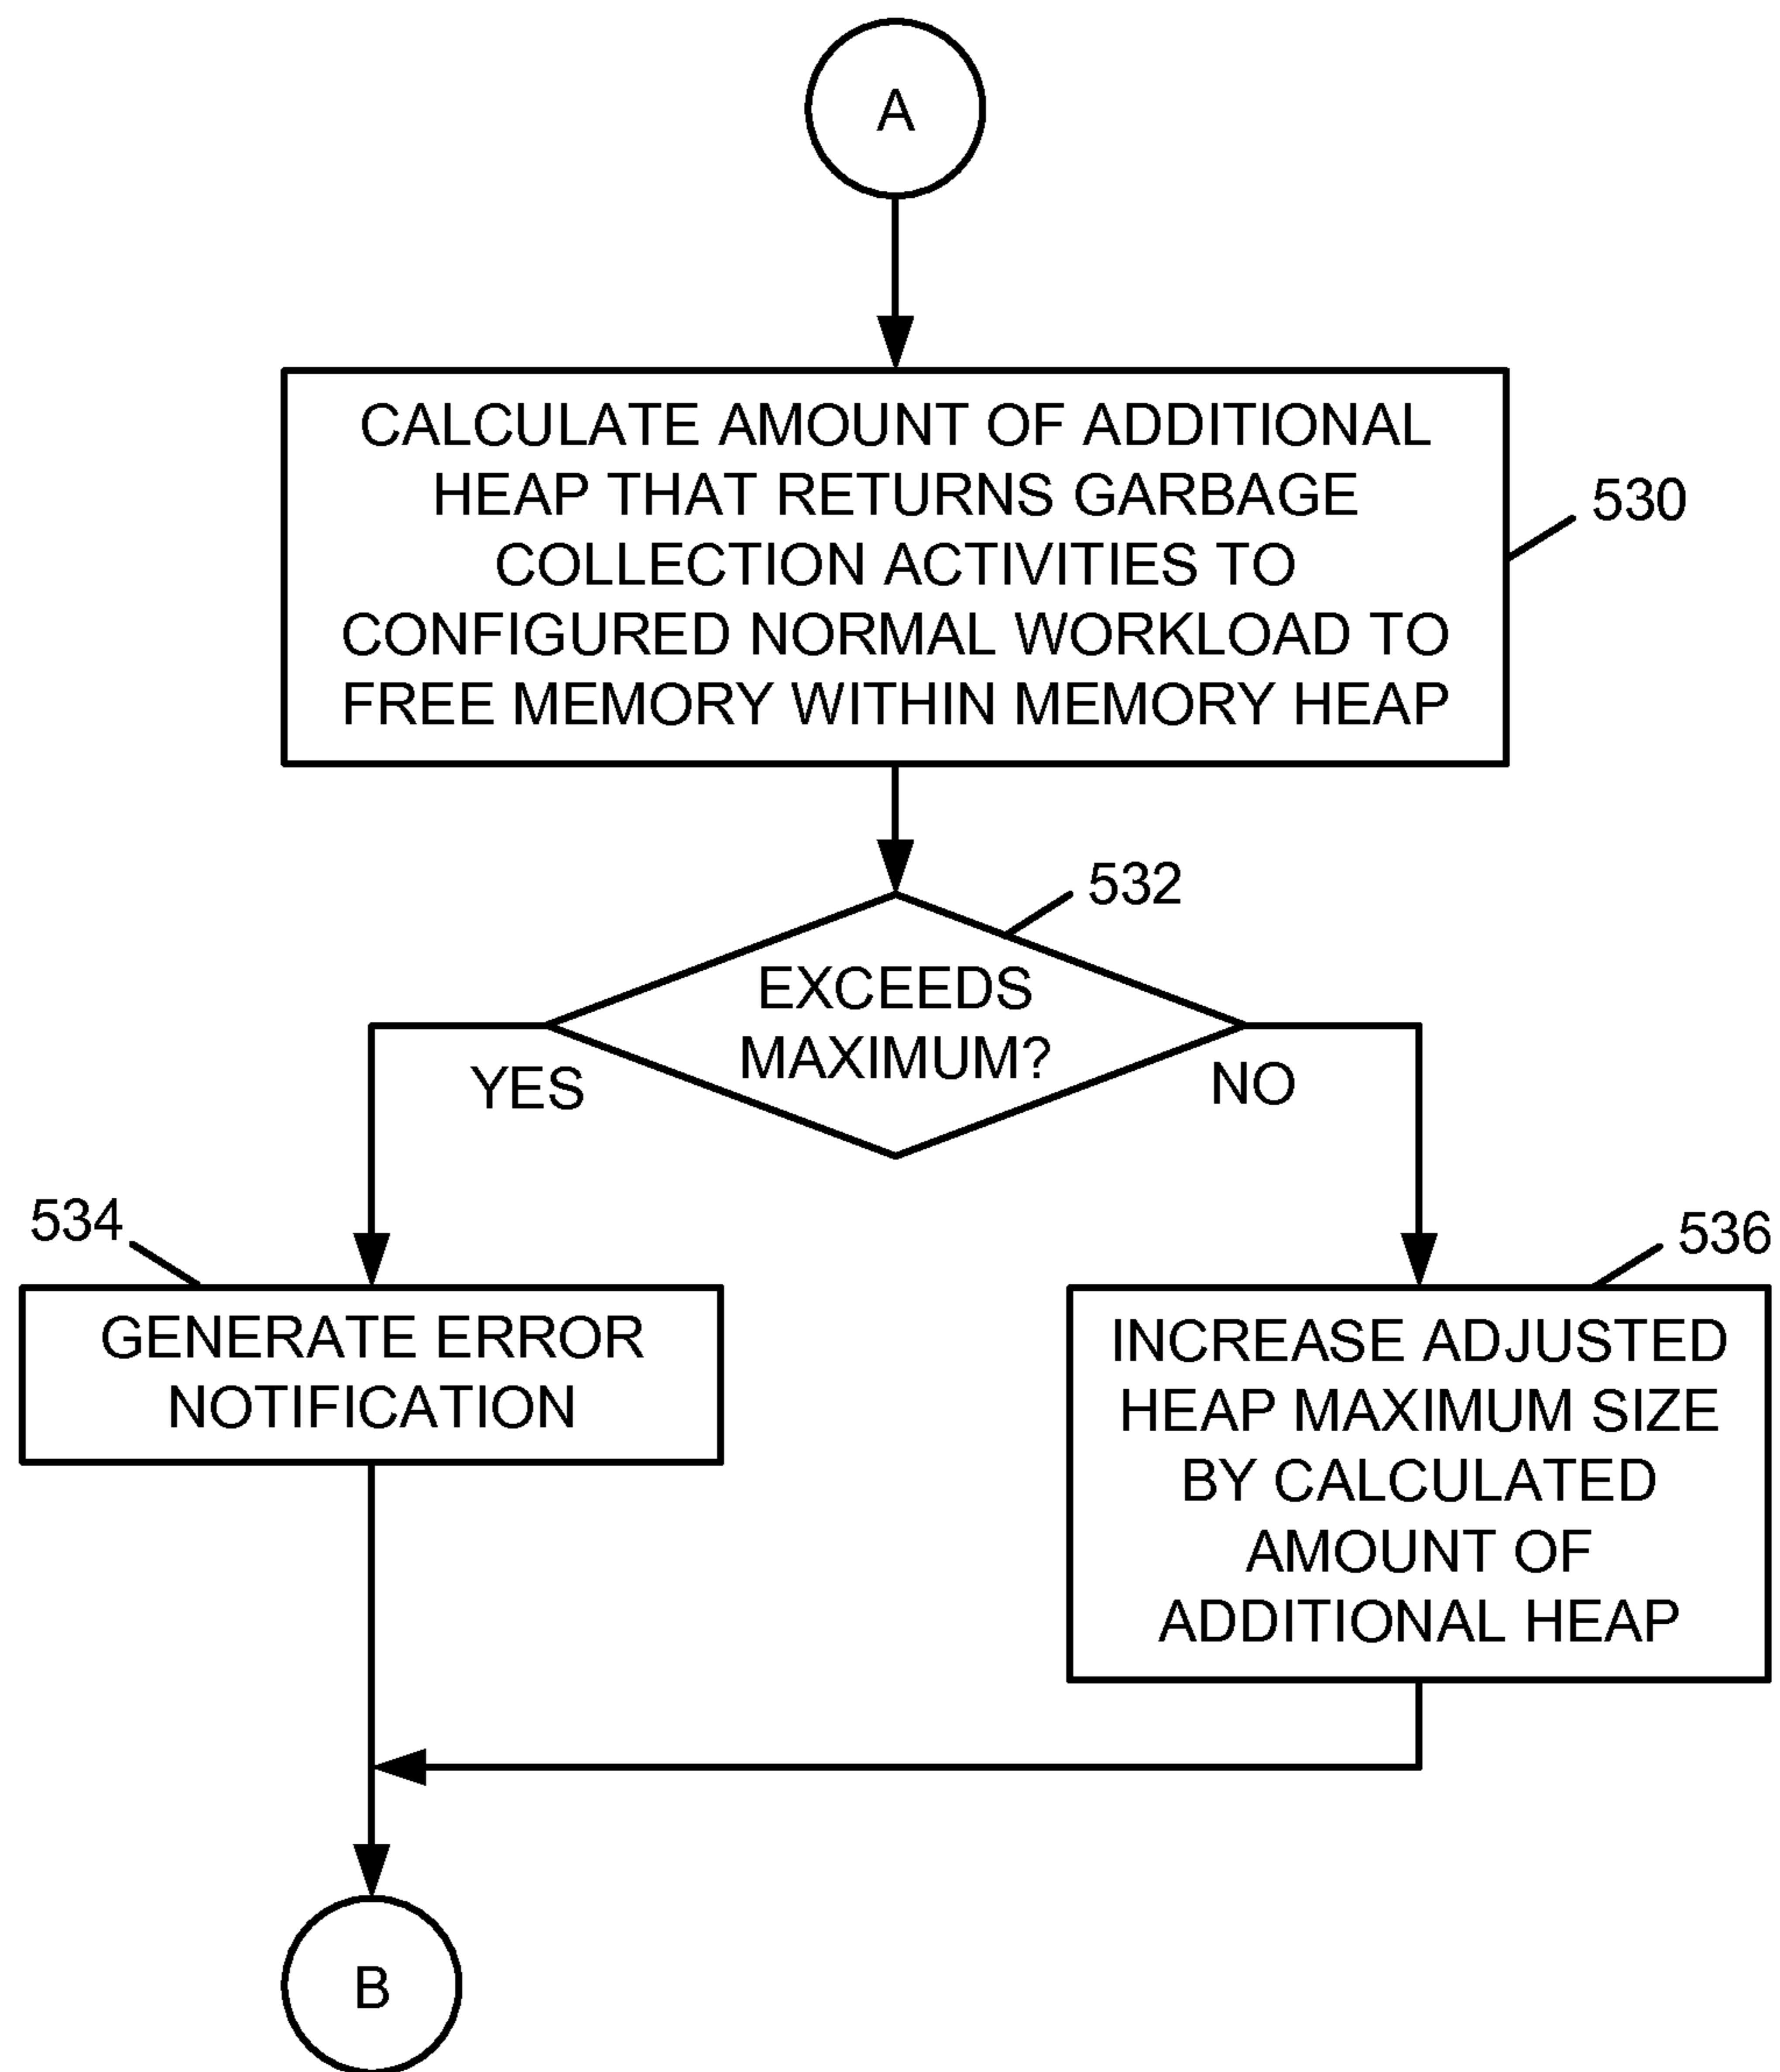 A
CALCULATE AMOUNT OF ADDITIONAL
HEAP THAT RETURNS GARBAGE
COLLECTION ACTIVITIES TO
CONFIGURED NORMAL WORKLOAD TO
FREE MEMORY WITHIN MEMORY HEAP
530
532
EXCEEDS
MAXIMUM?
YES
NO
534
GENERATE ERROR
NOTIFICATION
536
INCREASE ADJUSTED
HEAP MAXIMUM SIZE
BY CALCULATED
AMOUNT OF
ADDITIONAL HEAP
B